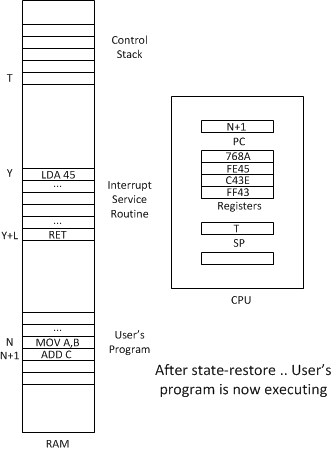 Control
Stack
T
Y
LDA 45
...
Interrupt
Service
Routine
...
Y+L
RET
...
User's
Program
N
MOV A,B
N+1
ADD C
RAM
N+1
PC
768A
FE45
C43E
FF43
Registers
T
SP
CPU
After state-restore .. User's
program is now executing